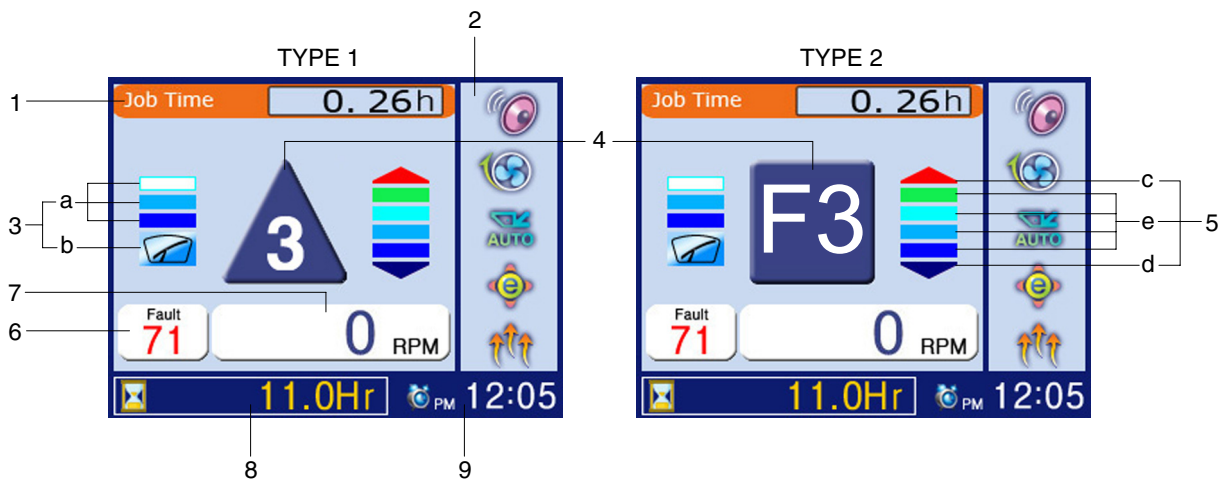 2
TYPE 1
TYPE 2
1
Job Time 0.26h
Job Time 0.26h
4
c
3
a
3
F3
AUTO
AUTO
e
5
b
d
7
6
Fault
71
0 RPM
Fault
71
0 RPM
e
e
11.0Hr PM 12:05
11.0Hr PM 12:05
8
9